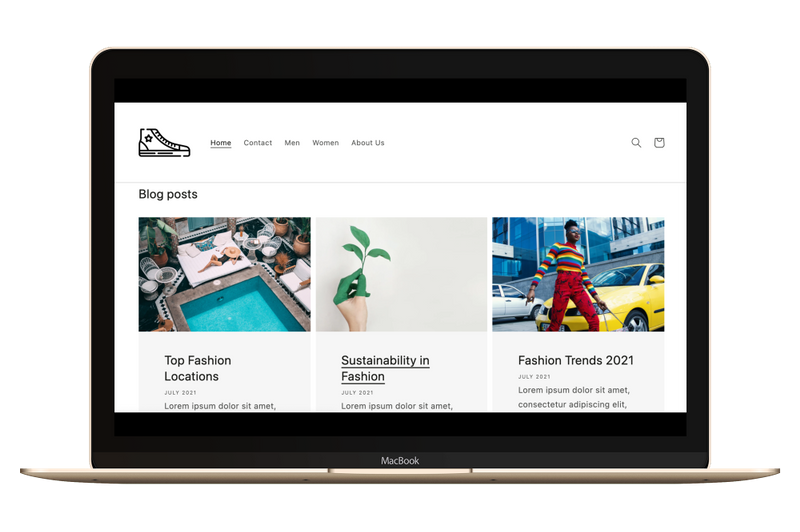 Home Contact Men Women About Us
Blog posts
Top Fashion
Locations
JULY 2021
Lorem ipsum dolor sit amet,
Sustainability in
Fashion
JULY 2021
Lorem ipsum dolor sit amet,
Fashion Trends 2021
JULY 2021
Lorem ipsum dolor sit amet,
consectetur adipiscing elit,
MacBook